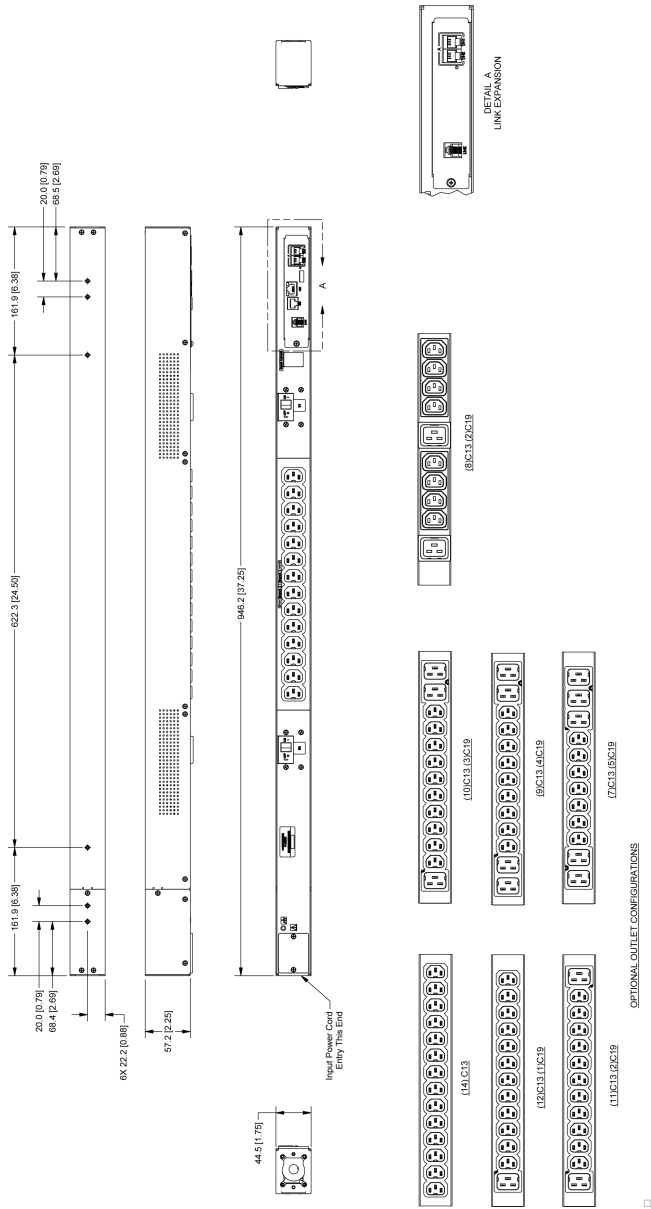 20.0 [0.79]
68.4 [2.69]
161.9 [6.38]
622.3 [24.50]
161.9 [6.38]
20.0 [0.79]
68.5 [2.69]
6X 22.2 [0.88]
57.2 [2.25]
946.2 [37.25]
44.5 [1.75]
Input Power Cord
Entry This End
A
A
DETAIL A
LINK EXPANSION
LINK
(14) C13
(10)C13 (3)C19
(8)C13 (2)C19
(12)C13 (1)C19
(9)C13 (4)C19
(11)C13 (2)C19
(7)C13 (5)C19
OPTIONAL OUTLET CONFIGURATIONS